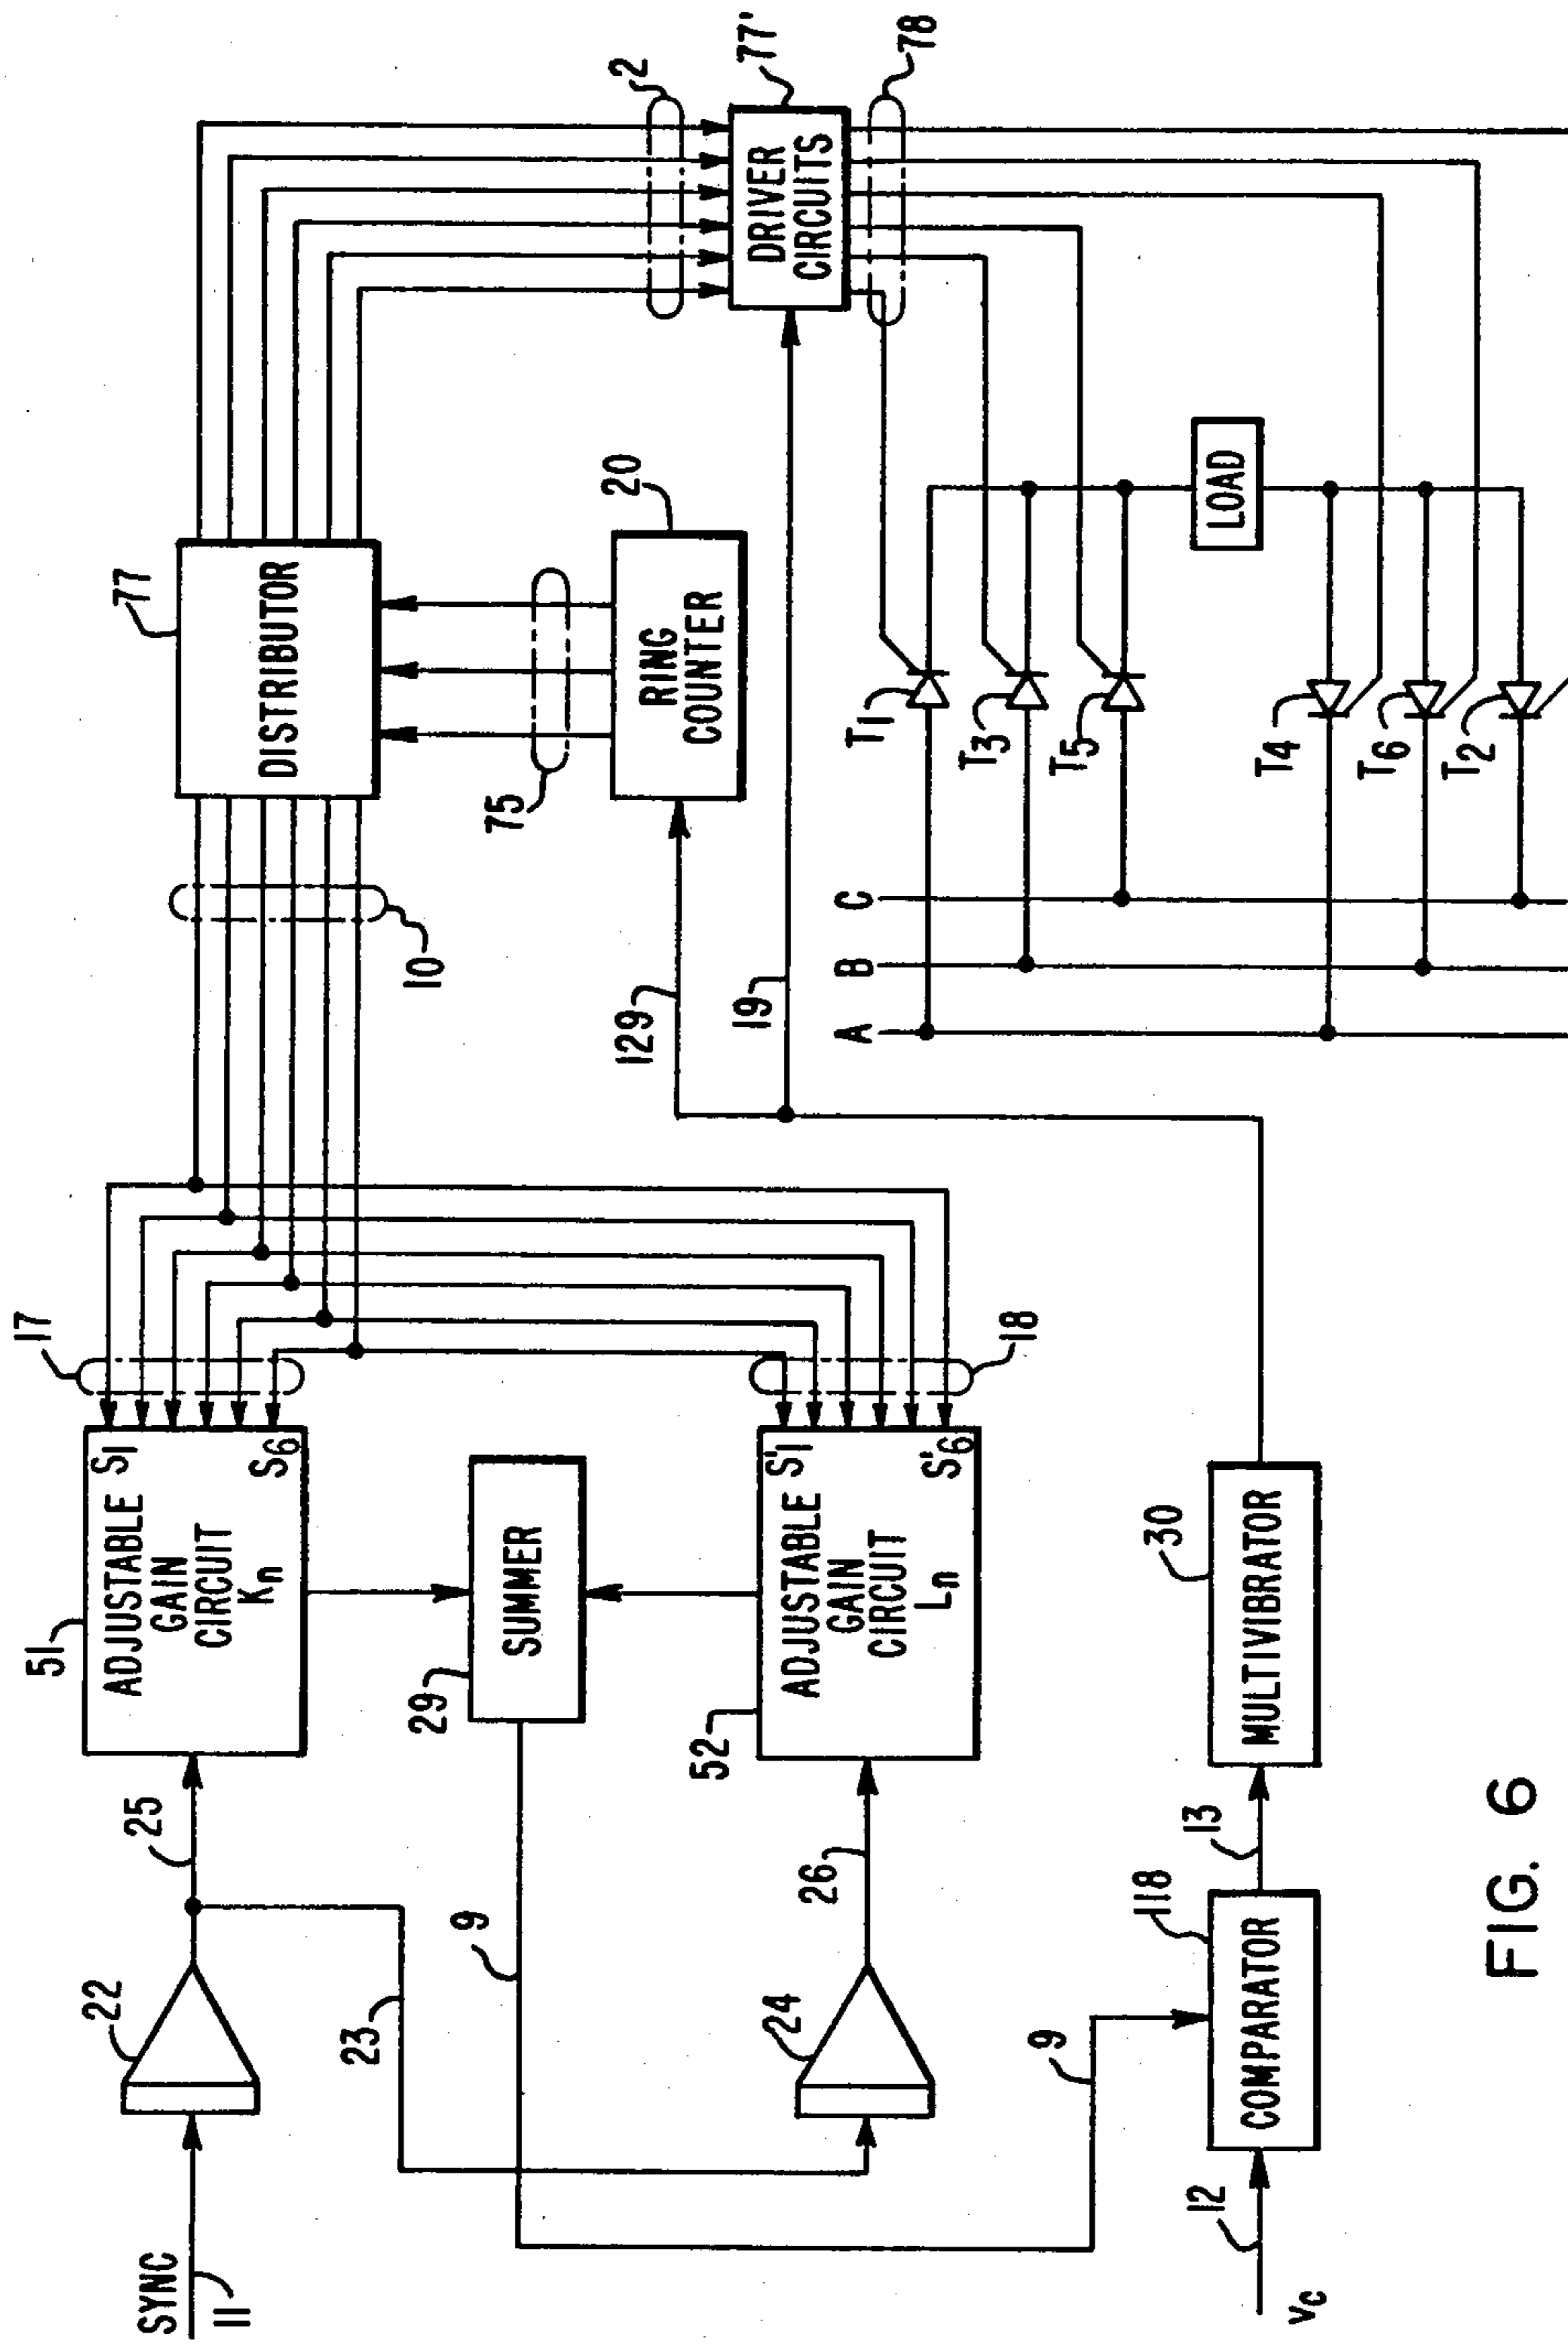 SYNC
11
22
25
51
ADJUSTABLE
GAIN
CIRCUIT
Kn
S1
S6
17
10
77
DISTRIBUTOR
2
23
9
29
SUMMER
75
RING
COUNTER
20
129
19
DRIVER
CIRCUITS
77'
78
24
26
52
ADJUSTABLE
GAIN
CIRCUIT
Ln
S'1
S'6
18
A
B
C
T1
T3
T5
LOAD
T4
T6
T2
vc
12
9
118
COMPARATOR
13
30
MULTIVIBRATOR
FIG. 6